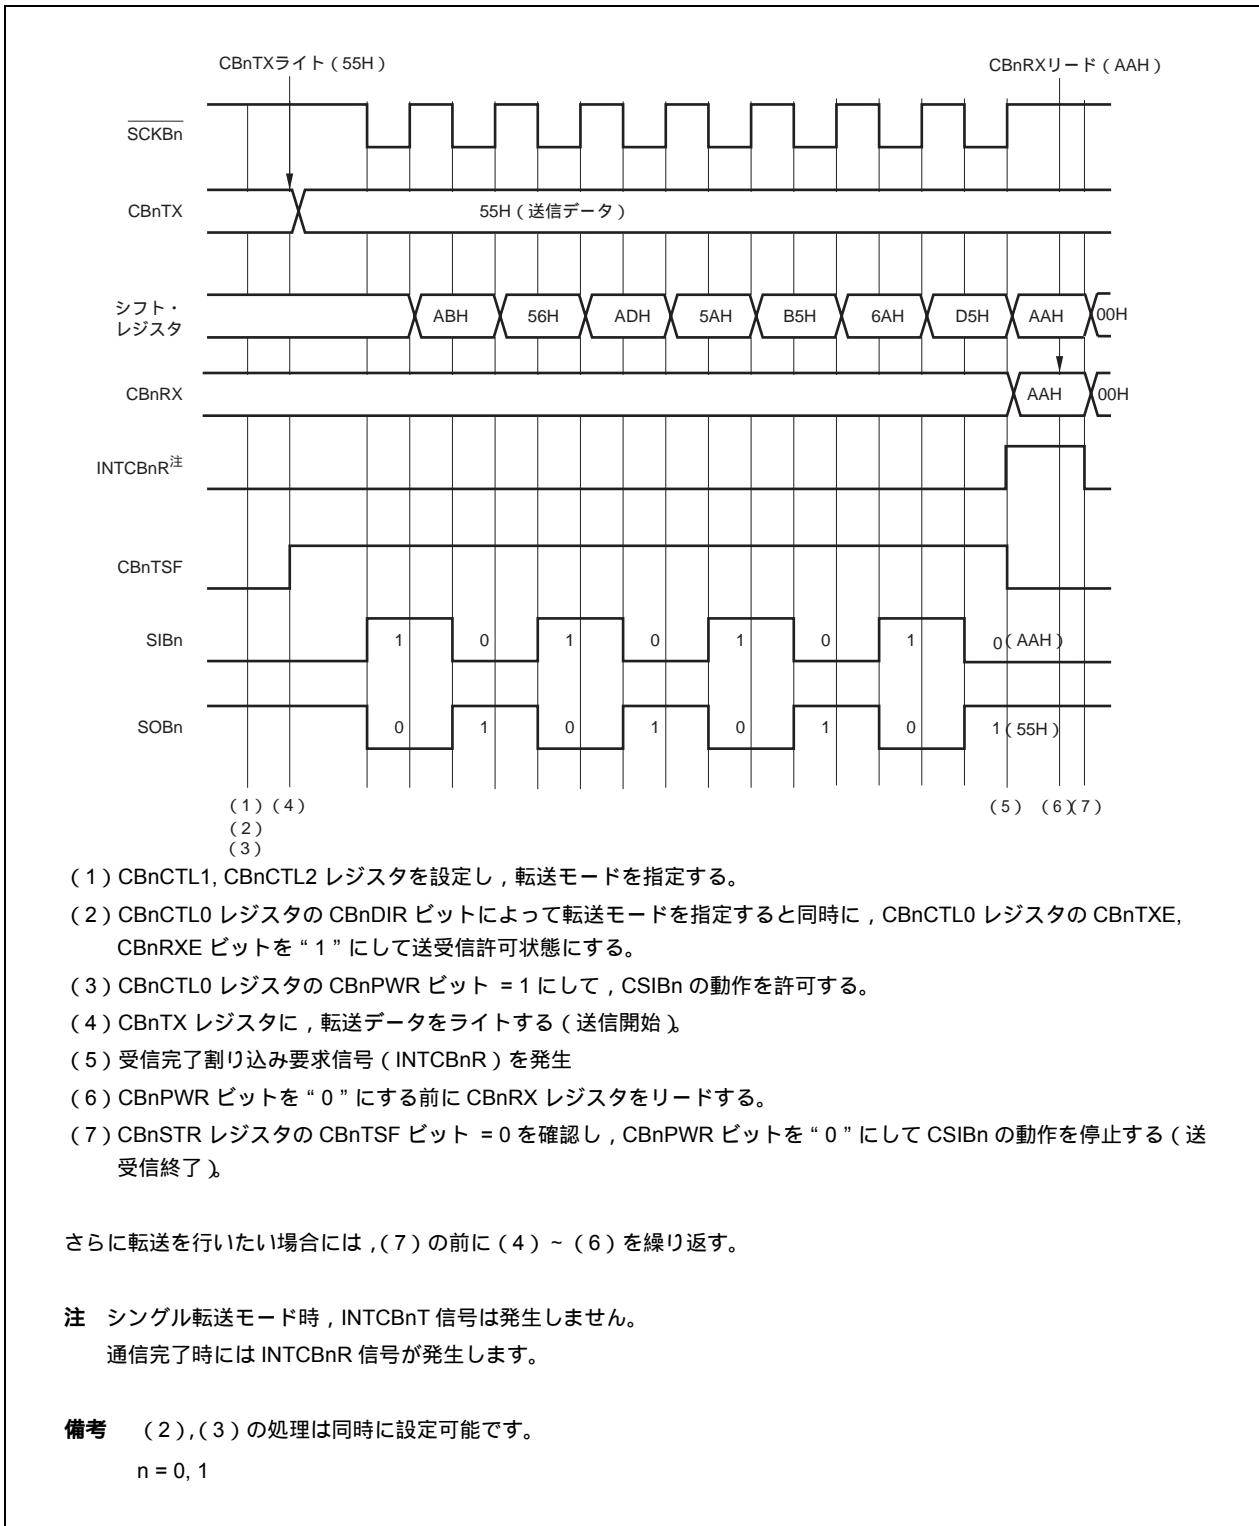 CBnTXライト（55H） CBnRXリード（AAH）
SCKBn
CBnTX 55H（送信データ）
シフト・
レジスタ ABH 56H ADH 5AH B5H 6AH D5H AAH 00H
CBnRX AAH 00H
INTCBnR注
CBnTSF
SIBn 1 0 1 0 1 0 1 0（AAH）
SOBn 0 1 0 1 0 1 0 1（55H）
（1）（4） （5） （6）（7）
（2）
（3）
（1）CBnCTL1, CBnCTL2 レジスタを設定し，転送モードを指定する。
（2）CBnCTL0 レジスタの CBnDIR ビットによって転送モードを指定すると同時に，CBnCTL0 レジスタの CBnTXE,
CBnRXE ビットを“1”にして送受信許可状態にする。
（3）CBnCTL0 レジスタの CBnPWR ビット = 1 にして，CSIBn の動作を許可する。
（4）CBnTX レジスタに，転送データをライトする（送信開始）。
（5）受信完了割り込み要求信号（INTCBnR）を発生
（6）CBnPWR ビットを“0”にする前に CBnRX レジスタをリードする。
（7）CBnSTR レジスタの CBnTSF ビット = 0 を確認し，CBnPWR ビットを“0”にして CSIBn の動作を停止する（送
受信終了）。
さらに転送を行いたい場合には，（7）の前に（4）~（6）を繰り返す。
注 シングル転送モード時，INTCBnT 信号は発生しません。
通信完了時には INTCBnR 信号が発生します。
備考 （2），（3）の処理は同時に設定可能です。
n = 0, 1